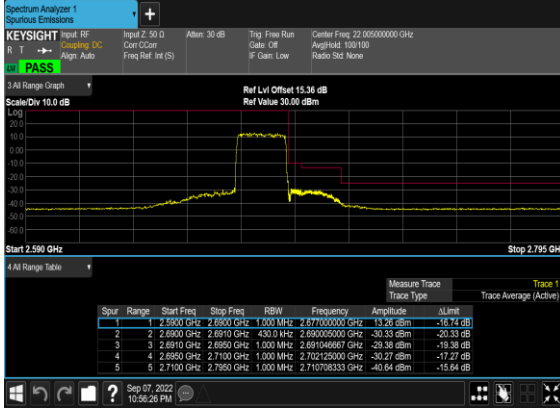 Spectrum Analyzer 1
Spurious Emissions
KEYSIGHT Input: RF Input Z: 50 Ω Atten: 30 dB Trig: Free Run Center Freq: 22.005000000 GHz
R T Coupling: DC Corr CCorr Gate: Off Avg|Hold: 100/100
Align: Auto Freq Ref: Int (S) IF Gain: Low Radio Std: None
PASS
3 All Range Graph
Ref Lvl Offset 15.36 dB
Scale/Div 10.0 dB Ref Value 30.00 dBm
Log
20.0
10.0
0.00
-10.0
-20.0
-30.0
-40.0
-50.0
-60.0
Start 2.590 GHz Stop 2.795 GH
4 All Range Table
Measure Trace Trace 1
Trace Type Trace Average (Active)
Spur Range Start Freq Stop Freq RBW Frequency Amplitude ΔLimit
1 1 2.5900 GHz 2.6900 GHz 1.000 MHz 2.677000000 GHz 13.26 dBm -16.74 dB
2 2 2.6900 GHz 2.6910 GHz 430.0 kHz 2.690005000 GHz -30.33 dBm -20.33 dB
3 3 2.6910 GHz 2.6950 GHz 1.000 MHz 2.691046667 GHz -29.38 dBm -19.38 dB
4 4 2.6950 GHz 2.7100 GHz 1.000 MHz 2.702125000 GHz -30.27 dBm -17.27 dB
5 5 2.7100 GHz 2.7950 GHz 1.000 MHz 2.710708333 GHz -40.64 dBm -15.64 dB
Sep 07, 2022
10:56:26 PM